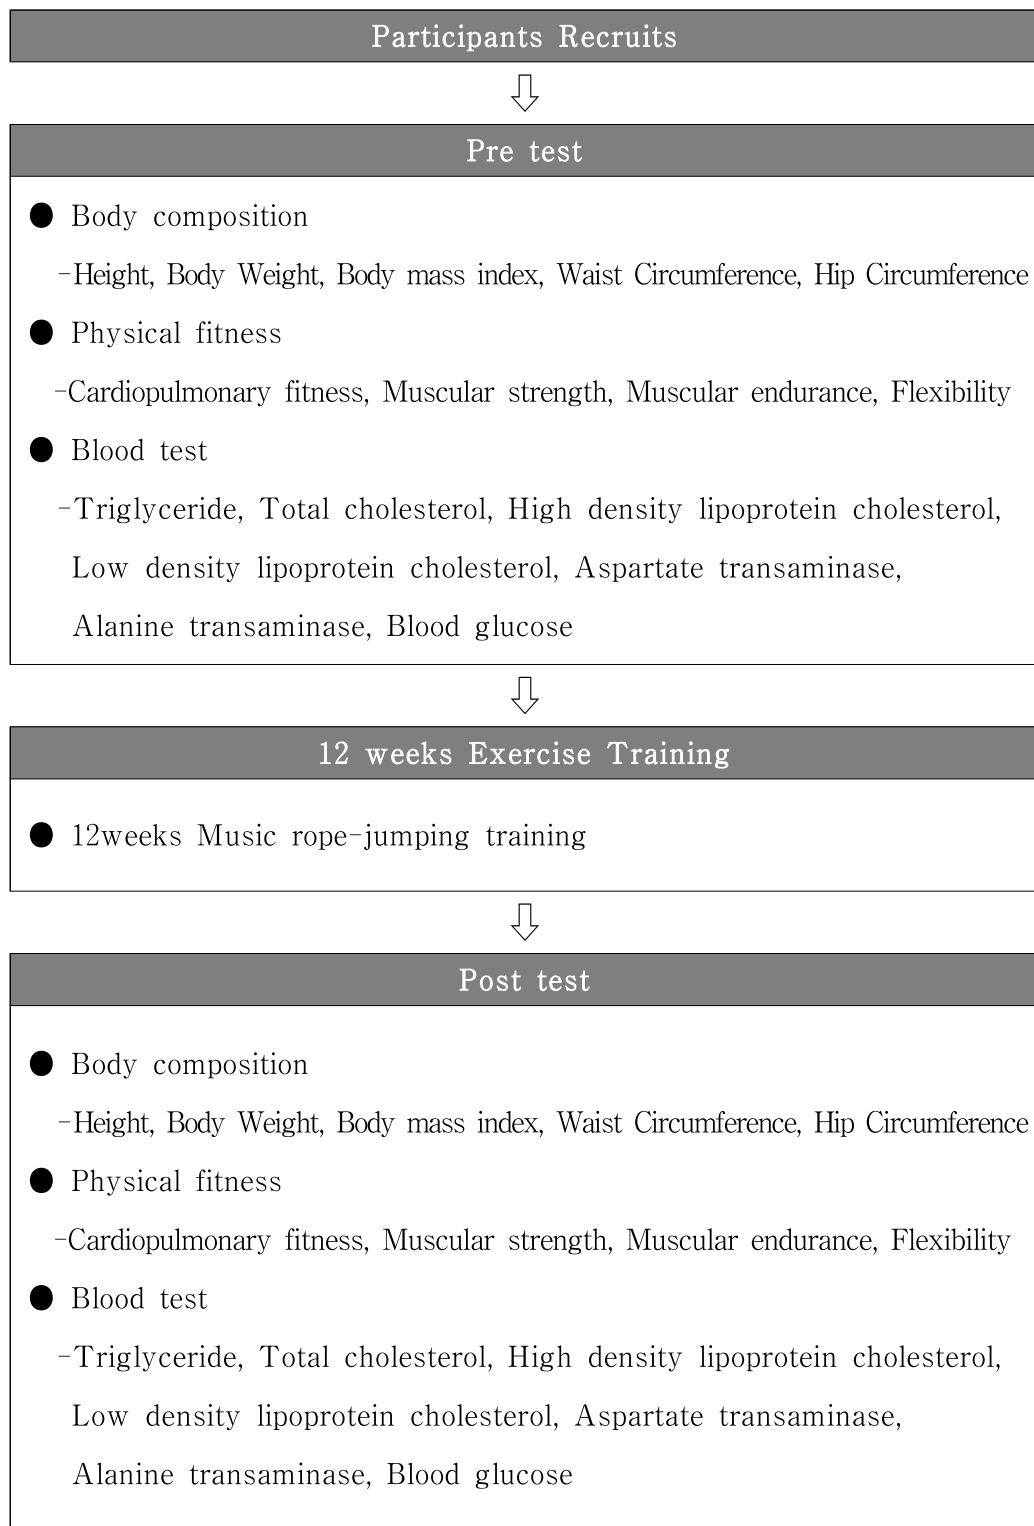 Participants Recruits
Pre test
● Body composition
-Height, Body Weight, Body mass index, Waist Circumference, Hip Circumference
● Physical fitness
-Cardiopulmonary fitness, Muscular strength, Muscular endurance, Flexibility
● Blood test
-Triglyceride, Total cholesterol, High density lipoprotein cholesterol,
Low density lipoprotein cholesterol, Aspartate transaminase,
Alanine transaminase, Blood glucose
12 weeks Exercise Training
● 12weeks Music rope-jumping training
Post test
● Body composition
-Height, Body Weight, Body mass index, Waist Circumference, Hip Circumference
● Physical fitness
-Cardiopulmonary fitness, Muscular strength, Muscular endurance, Flexibility
● Blood test
-Triglyceride, Total cholesterol, High density lipoprotein cholesterol,
Low density lipoprotein cholesterol, Aspartate transaminase,
Alanine transaminase, Blood glucose